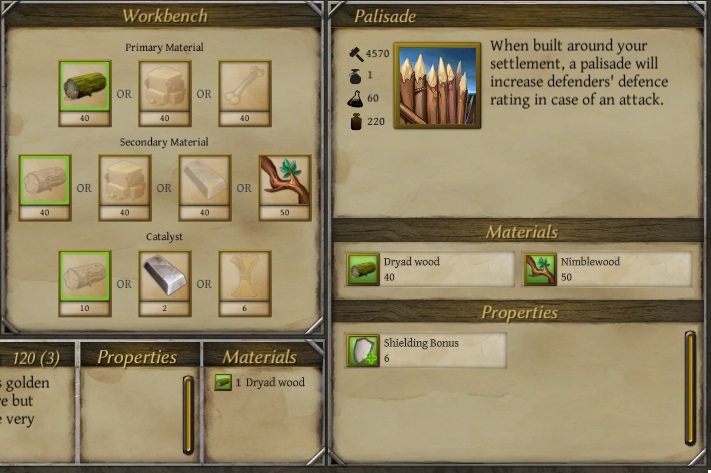 Workbench
Primary Material
OR OR
40 40 40
Secondary Material
OR OR OR
40 40 40 50
Catalyst
OR OR
10 2 6
120 (3)
s golden
re but
e very
Properties
Materials
1 Dryad wood
Palisade
4570
1
60
220
When built around your
settlement, a palisade will
increase defenders' defence
rating in case of an attack.
Materials
Dryad wood
40
Nimblewood
50
Properties
Shielding Bonus
6